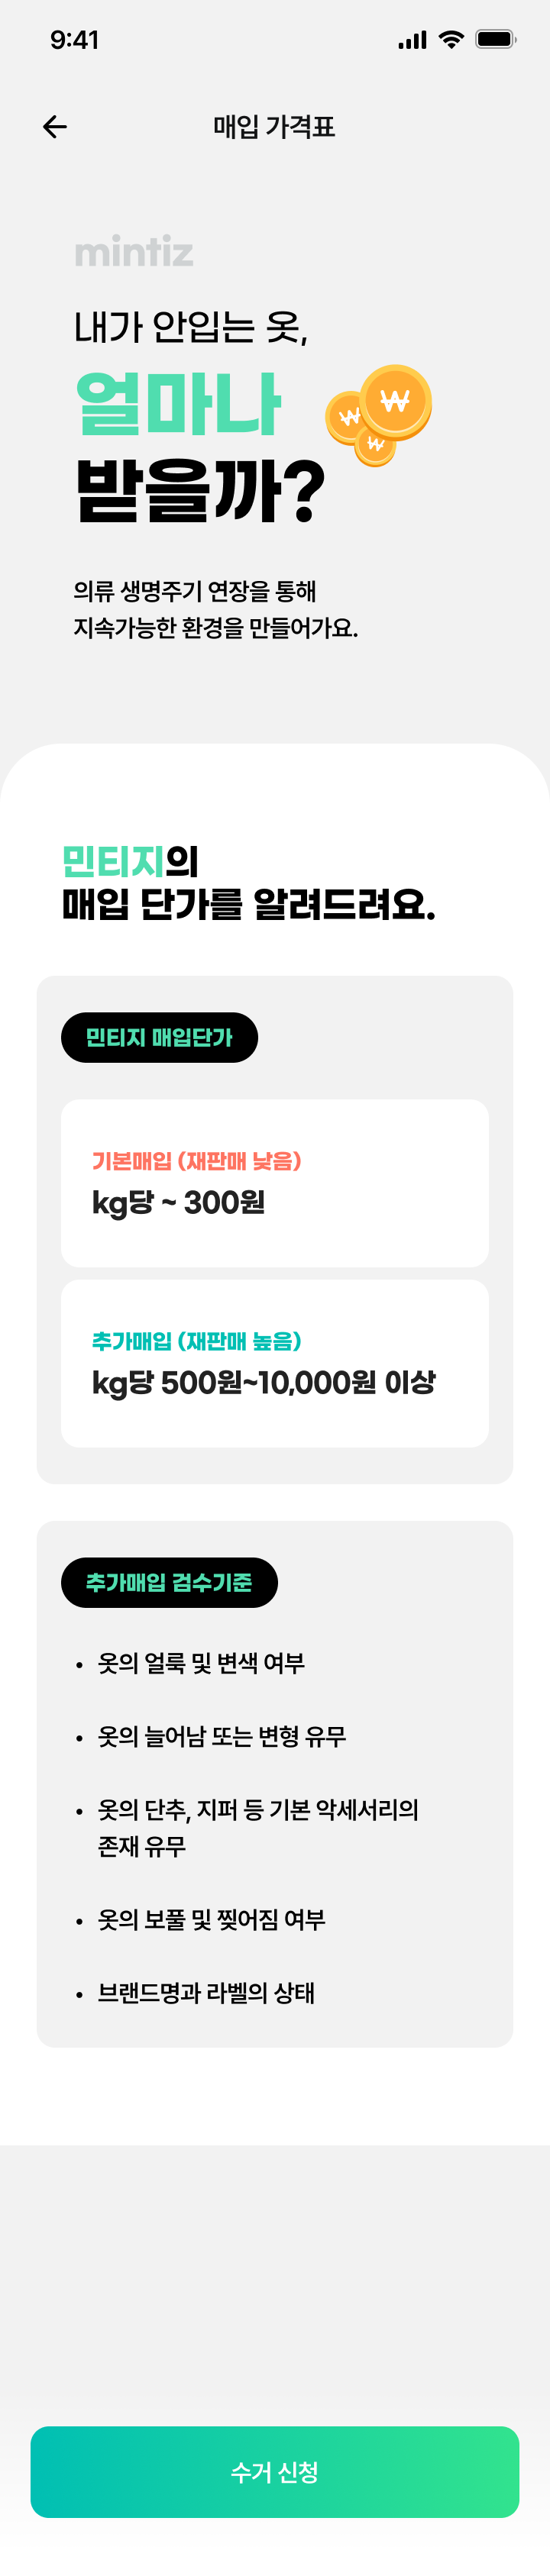 9:41
매입 가격표
mintiz
내가 안입는 옷,
얼마나
받을까?
의류 생명주기 연장을 통해
지속가능한 환경을 만들어가요.
민티지의
매입 단가를 알려드려요.
민티지 매입단가
기본매입 (재판매 낮음)
kg당 ~ 300원
추가매입 (재판매 높음)
kg당 500원~10,000원 이상
추가매입 검수기준
• 옷의 얼룩 및 변색 여부
• 옷의 늘어남 또는 변형 유무
• 옷의 단추, 지퍼 등 기본 악세서리의
존재 유무
• 옷의 보풀 및 찢어짐 여부
• 브랜드명과 라벨의 상태
수거 신청